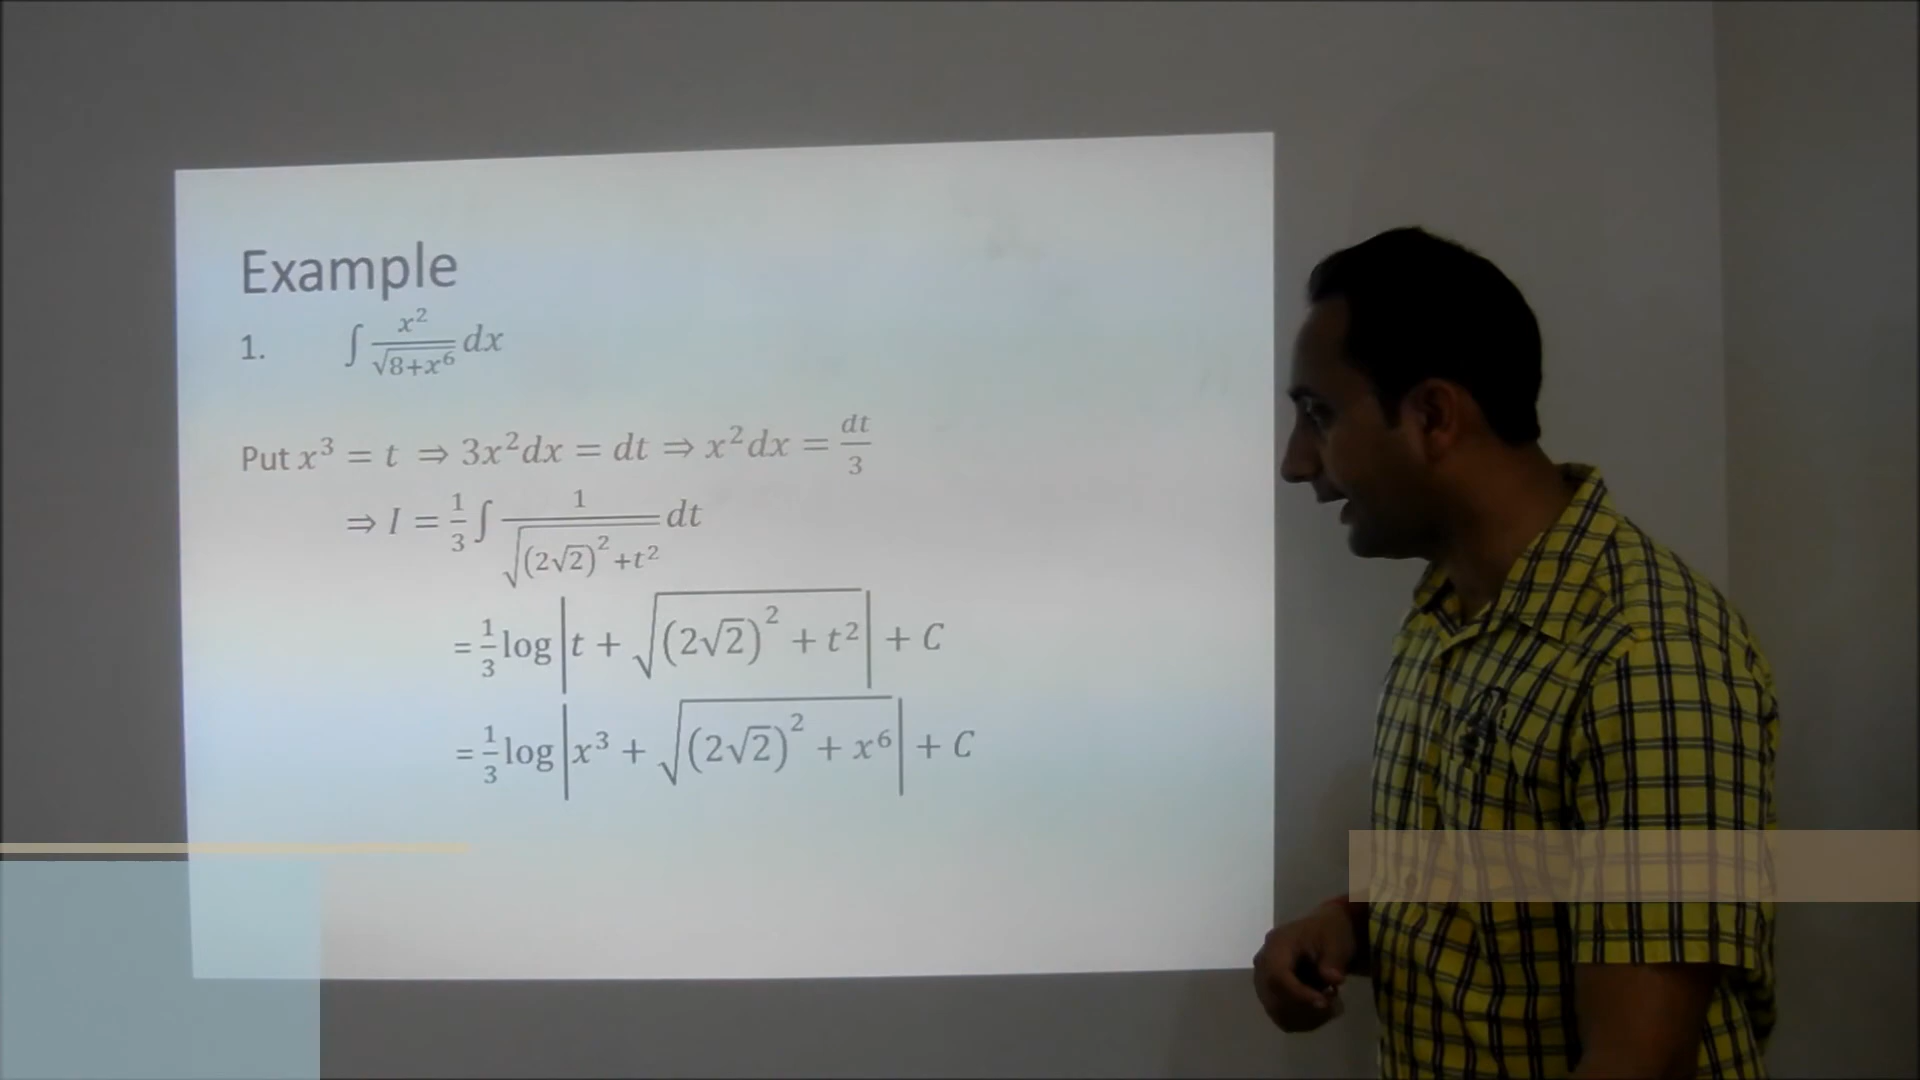 Example
1. ∫ x²/√8+x⁶ dx
Put x³ = t ⇒ 3x²dx = dt ⇒ x²dx = dt/3
⇒ I = 1/3 ∫ 1/√(2√2)²+t² dt
= 1/3 log |t + √(2√2)² + t²| + C
= 1/3 log |x³ + √(2√2)² + x⁶| + C